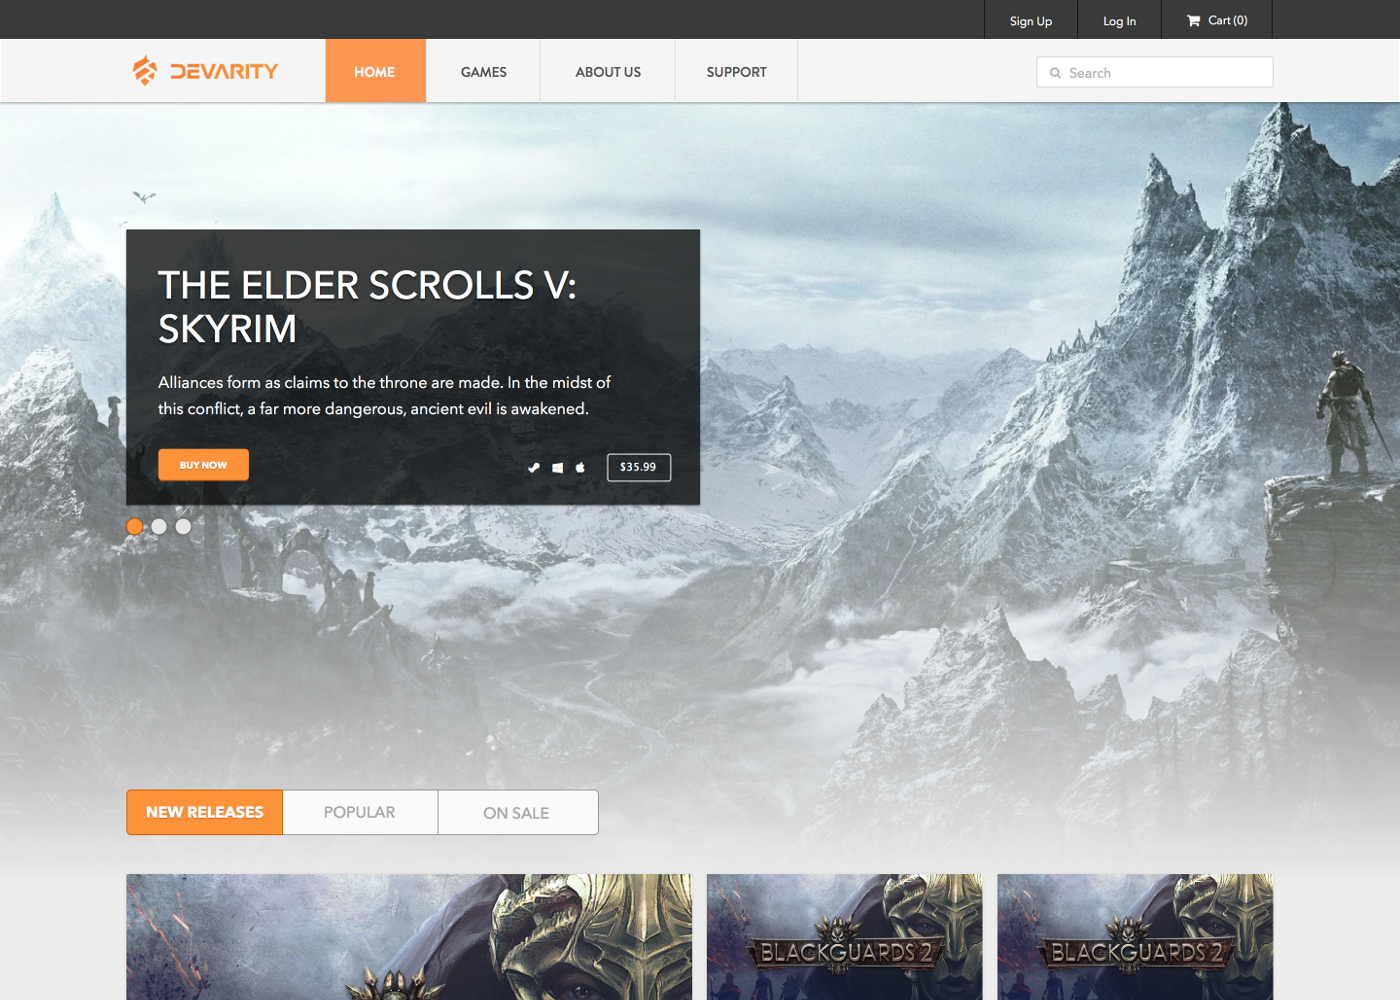 Sign Up
Log In
Cart (0)
DEVARITY
HOME
GAMES
ABOUT US
SUPPORT
Search
THE ELDER SCROLLS V:
SKYRIM
Alliances form as claims to the throne are made. In the midst of
this conflict, a far more dangerous, ancient evil is awakened.
BUY NOW
$35.99
NEW RELEASES
POPULAR
ON SALE
BLACKGUARDS 2
BLACKGUARDS 2